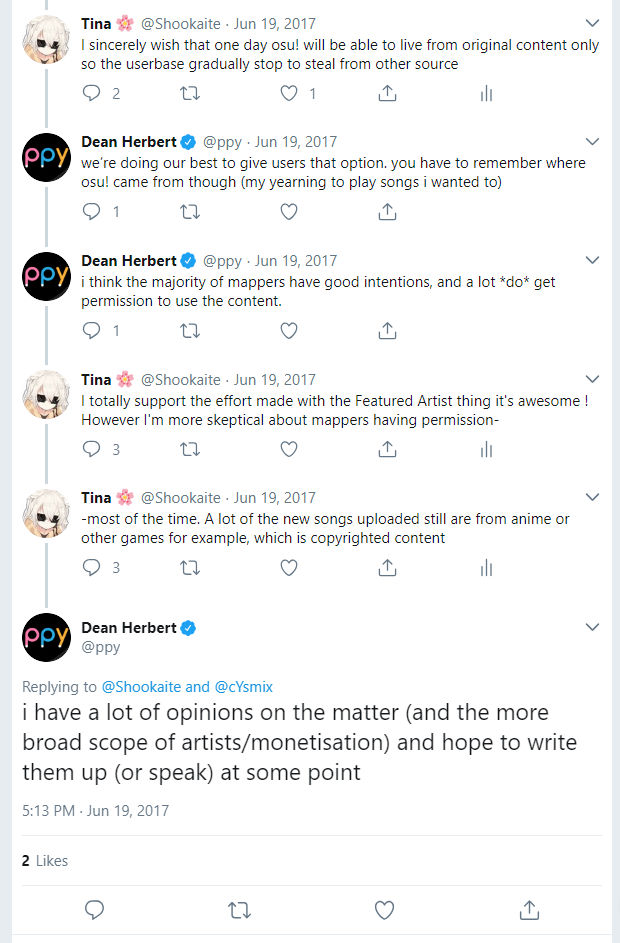 Tina 🌸 @Shookaite · Jun 19, 2017
I sincerely wish that one day osu! will be able to live from original content only
so the userbase gradually stop to steal from other source
2 1
ppy
Dean Herbert @ppy · Jun 19, 2017
we're doing our best to give users that option. you have to remember where
osu! came from though (my yearning to play songs i wanted to)
1
ppy
Dean Herbert @ppy · Jun 19, 2017
i think the majority of mappers have good intentions, and a lot *do* get
permission to use the content.
1
Tina 🌸 @Shookaite · Jun 19, 2017
I totally support the effort made with the Featured Artist thing it's awesome !
However I'm more skeptical about mappers having permission-
3
Tina 🌸 @Shookaite · Jun 19, 2017
-most of the time. A lot of the new songs uploaded still are from anime or
other games for example, which is copyrighted content
3
ppy
Dean Herbert
@ppy
Replying to @Shookaite and @cYsmix
i have a lot of opinions on the matter (and the more
broad scope of artists/monetisation) and hope to write
them up (or speak) at some point
5:13 PM · Jun 19, 2017
2 Likes